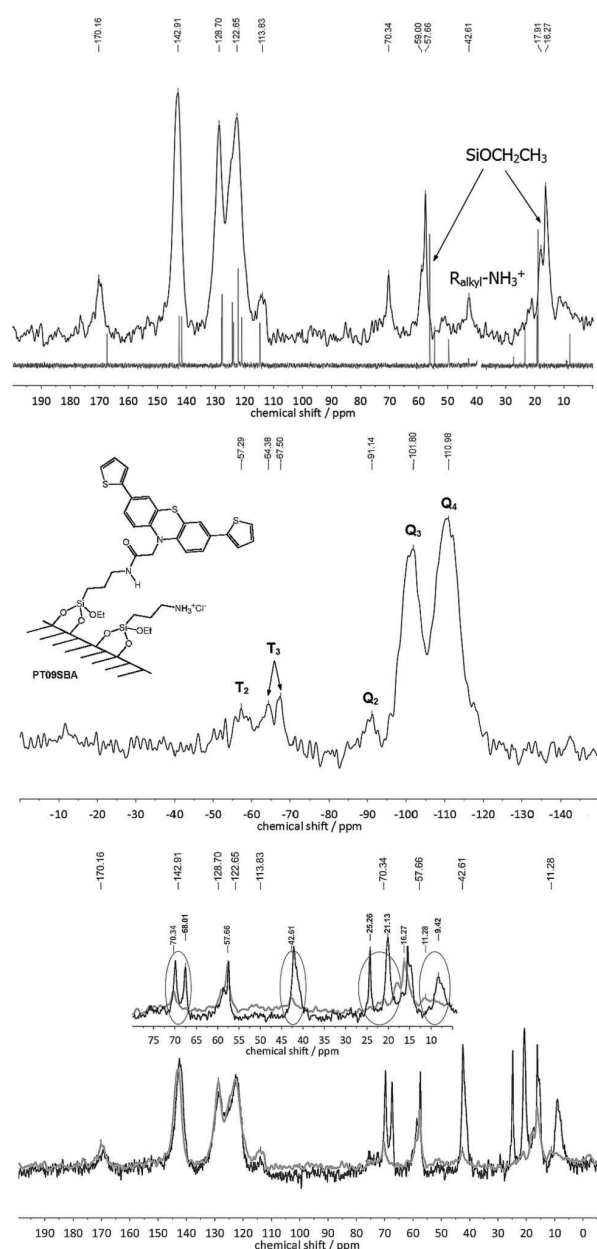 170.16 142.91 128.70 122.65 113.83 70.34 59.00 57.66 42.61 17.91 16.27
SiOCH2CH3
Ralkyl-NH3+
190 180 170 160 150 140 130 120 110 100 90 80 70 60 50 40 30 20 10 0
chemical shift / ppm
-57.29 -64.38 -67.50 -91.14 -101.80 -110.98
S
S
S
N
O
N
H
O
Si
O
OEt
O
Si
O
OEt
NH3+Cl-
PT09SBA
T2
T3
Q2
Q3
Q4
-10 -20 -30 -40 -50 -60 -70 -80 -90 -100 -110 -120 -130 -140
chemical shift / ppm
170.16 142.91 128.70 122.65 113.83 70.34 57.66 42.61 11.28
70.34 68.01 57.66 42.61 25.26 21.13 16.27 11.28 9.42
75 70 65 60 55 50 45 40 35 30 25 20 15 10
chemical shift / ppm
190 180 170 160 150 140 130 120 110 100 90 80 70 60 50 40 30 20 10 0
chemical shift / ppm